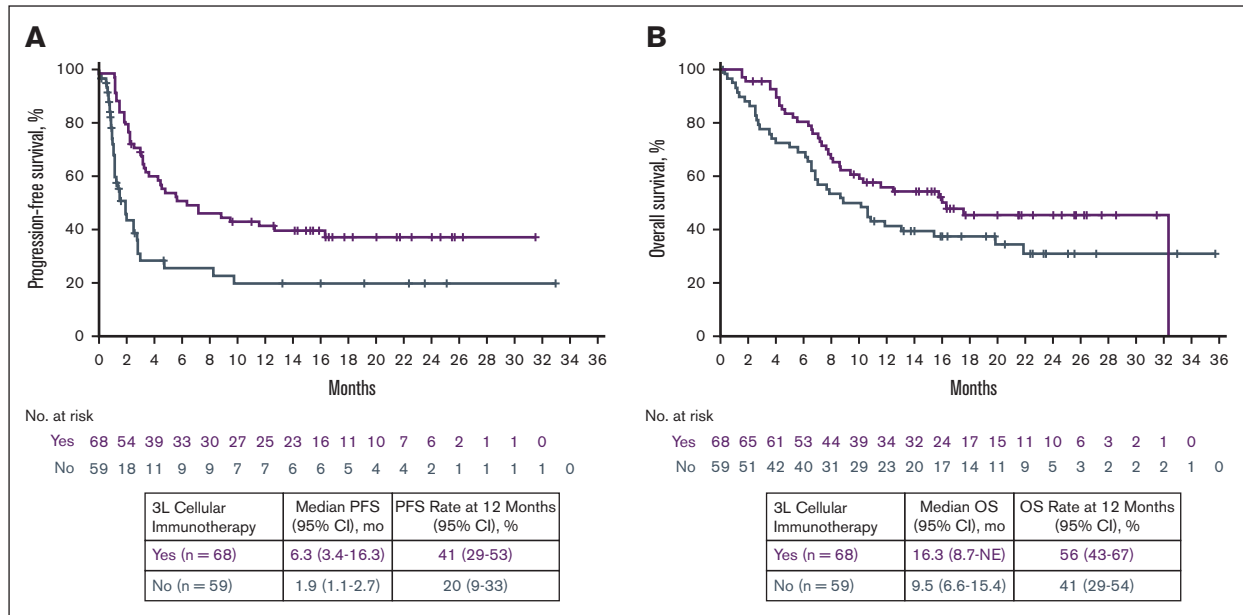 A
Progression-free survival, %
100
80
60
40
20
0
0 2 4 6 8 10 12 14 16 18 20 22 24 26 28 30 32 34 36
Months
No. at risk
Yes 68 54 39 33 30 27 25 23 16 11 10 7 6 2 1 1 0
No 59 18 11 9 9 7 7 6 6 5 4 4 2 1 1 1 1 0
3L Cellular Immunotherapy
Median PFS (95% CI), mo
PFS Rate at 12 Months (95% CI), %
Yes (n = 68) 6.3 (3.4-16.3) 41 (29-53)
No (n = 59) 1.9 (1.1-2.7) 20 (9-33)
B
Overall survival, %
100
80
60
40
20
0
0 2 4 6 8 10 12 14 16 18 20 22 24 26 28 30 32 34 36
Months
No. at risk
Yes 68 65 61 53 44 39 34 32 24 17 15 11 10 6 3 2 1 0
No 59 51 42 40 31 29 23 20 17 14 11 9 5 3 2 2 2 1 0
3L Cellular Immunotherapy
Median OS (95% CI), mo
OS Rate at 12 Months (95% CI), %
Yes (n = 68) 16.3 (8.7-NE) 56 (43-67)
No (n = 59) 9.5 (6.6-15.4) 41 (29-54)